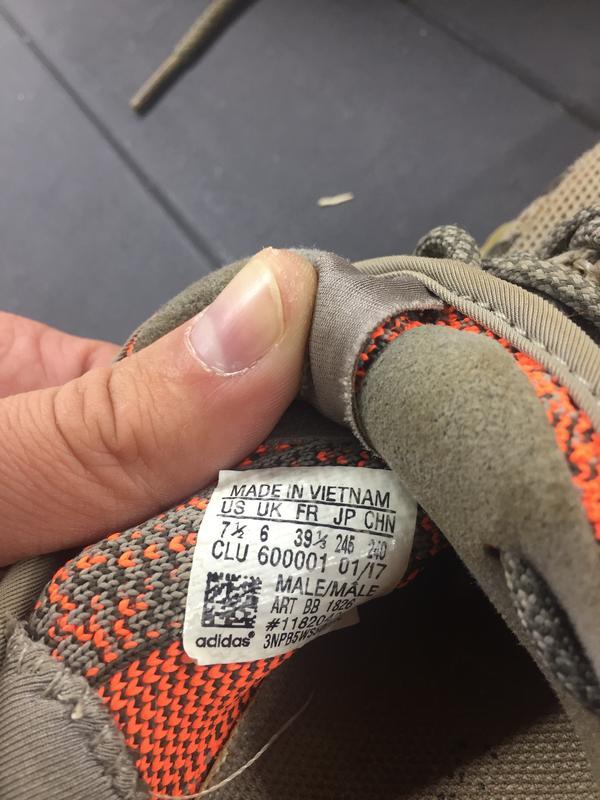 MADE IN VIETNAM
US UK FR JP CHN
7½ 6 39⅓ 245 240
CLU 600001 01/17
MALE/MÂLE
ART BB 1826
adidas